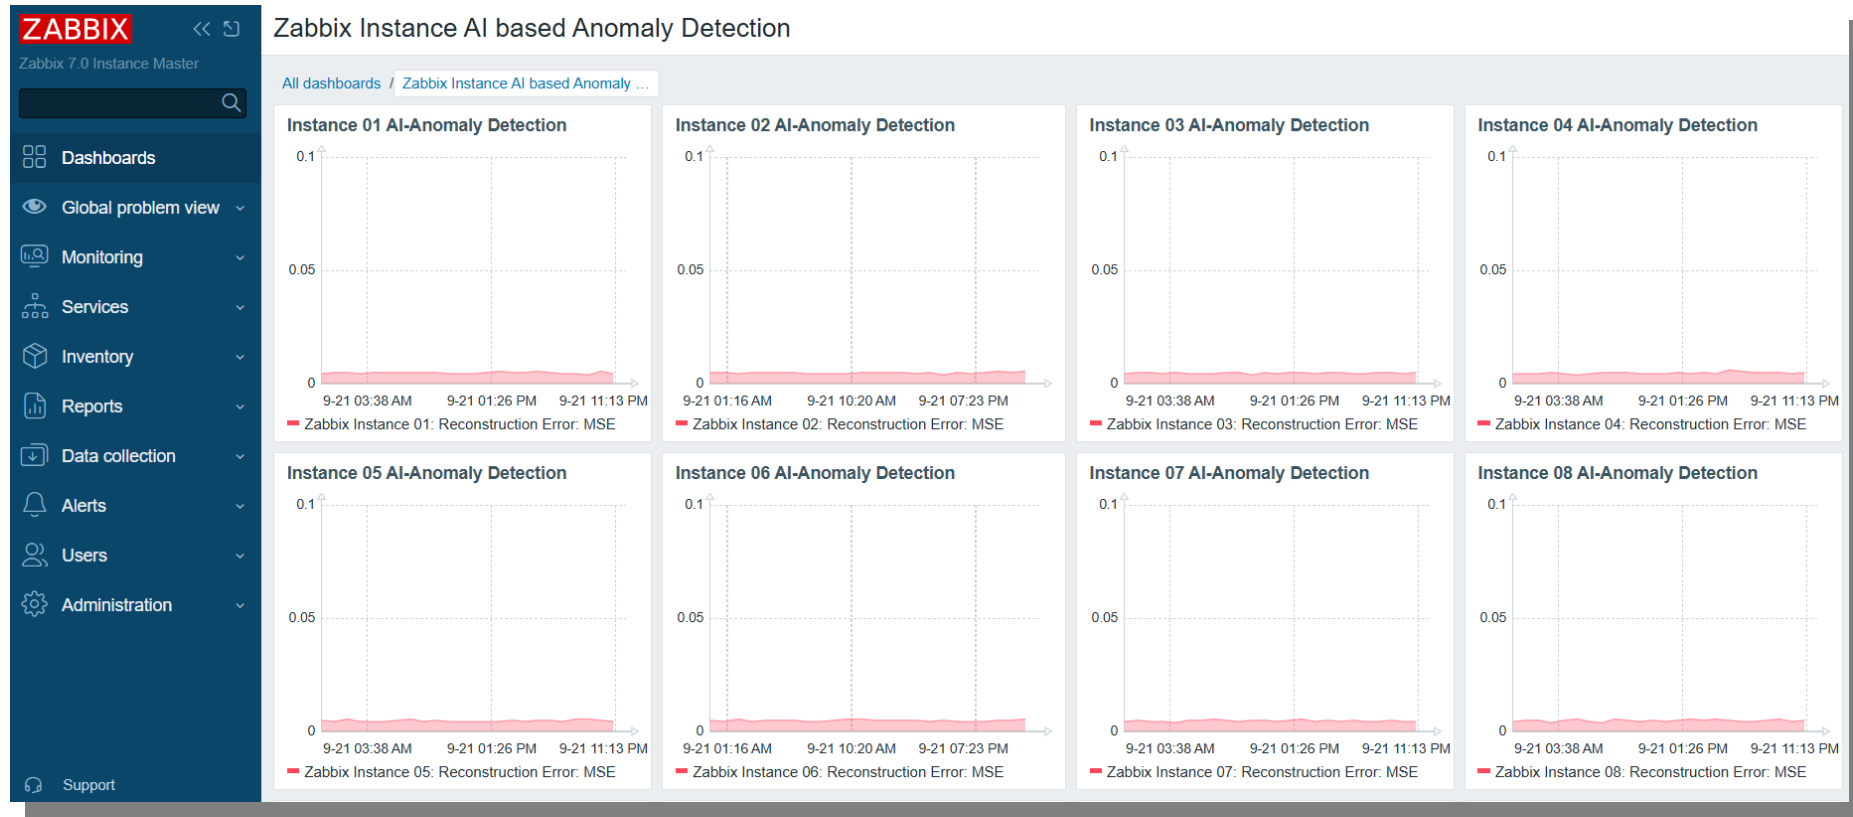 ZABBIX
Zabbix 7.0 Instance Master
Dashboards
Global problem view
Monitoring
Services
Inventory
Reports
Data collection
Alerts
Users
Administration
Support
Zabbix Instance AI based Anomaly Detection
All dashboards / Zabbix Instance AI based Anomaly ...
Instance 01 AI-Anomaly Detection
0.1
0.05
0
9-21 03:38 AM 9-21 01:26 PM 9-21 11:13 PM
Zabbix Instance 01: Reconstruction Error: MSE
Instance 02 AI-Anomaly Detection
0.1
0.05
0
9-21 01:16 AM 9-21 10:20 AM 9-21 07:23 PM
Zabbix Instance 02: Reconstruction Error: MSE
Instance 03 AI-Anomaly Detection
0.1
0.05
0
9-21 03:38 AM 9-21 01:26 PM 9-21 11:13 PM
Zabbix Instance 03: Reconstruction Error: MSE
Instance 04 AI-Anomaly Detection
0.1
0.05
0
9-21 03:38 AM 9-21 01:26 PM 9-21 11:13 PM
Zabbix Instance 04: Reconstruction Error: MSE
Instance 05 AI-Anomaly Detection
0.1
0.05
0
9-21 03:38 AM 9-21 01:26 PM 9-21 11:13 PM
Zabbix Instance 05: Reconstruction Error: MSE
Instance 06 AI-Anomaly Detection
0.1
0.05
0
9-21 01:16 AM 9-21 10:20 AM 9-21 07:23 PM
Zabbix Instance 06: Reconstruction Error: MSE
Instance 07 AI-Anomaly Detection
0.1
0.05
0
9-21 03:38 AM 9-21 01:26 PM 9-21 11:13 PM
Zabbix Instance 07: Reconstruction Error: MSE
Instance 08 AI-Anomaly Detection
0.1
0.05
0
9-21 03:38 AM 9-21 01:26 PM 9-21 11:13 PM
Zabbix Instance 08: Reconstruction Error: MSE